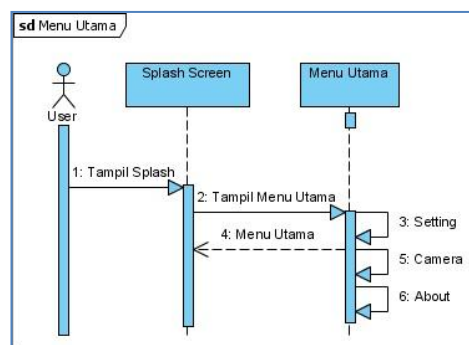 sd Menu Utama
Splash Screen
Menu Utama
User
1: Tampil Splash
2: Tampil Menu Utama
3: Setting
4: Menu Utama
5: Camera
6: About